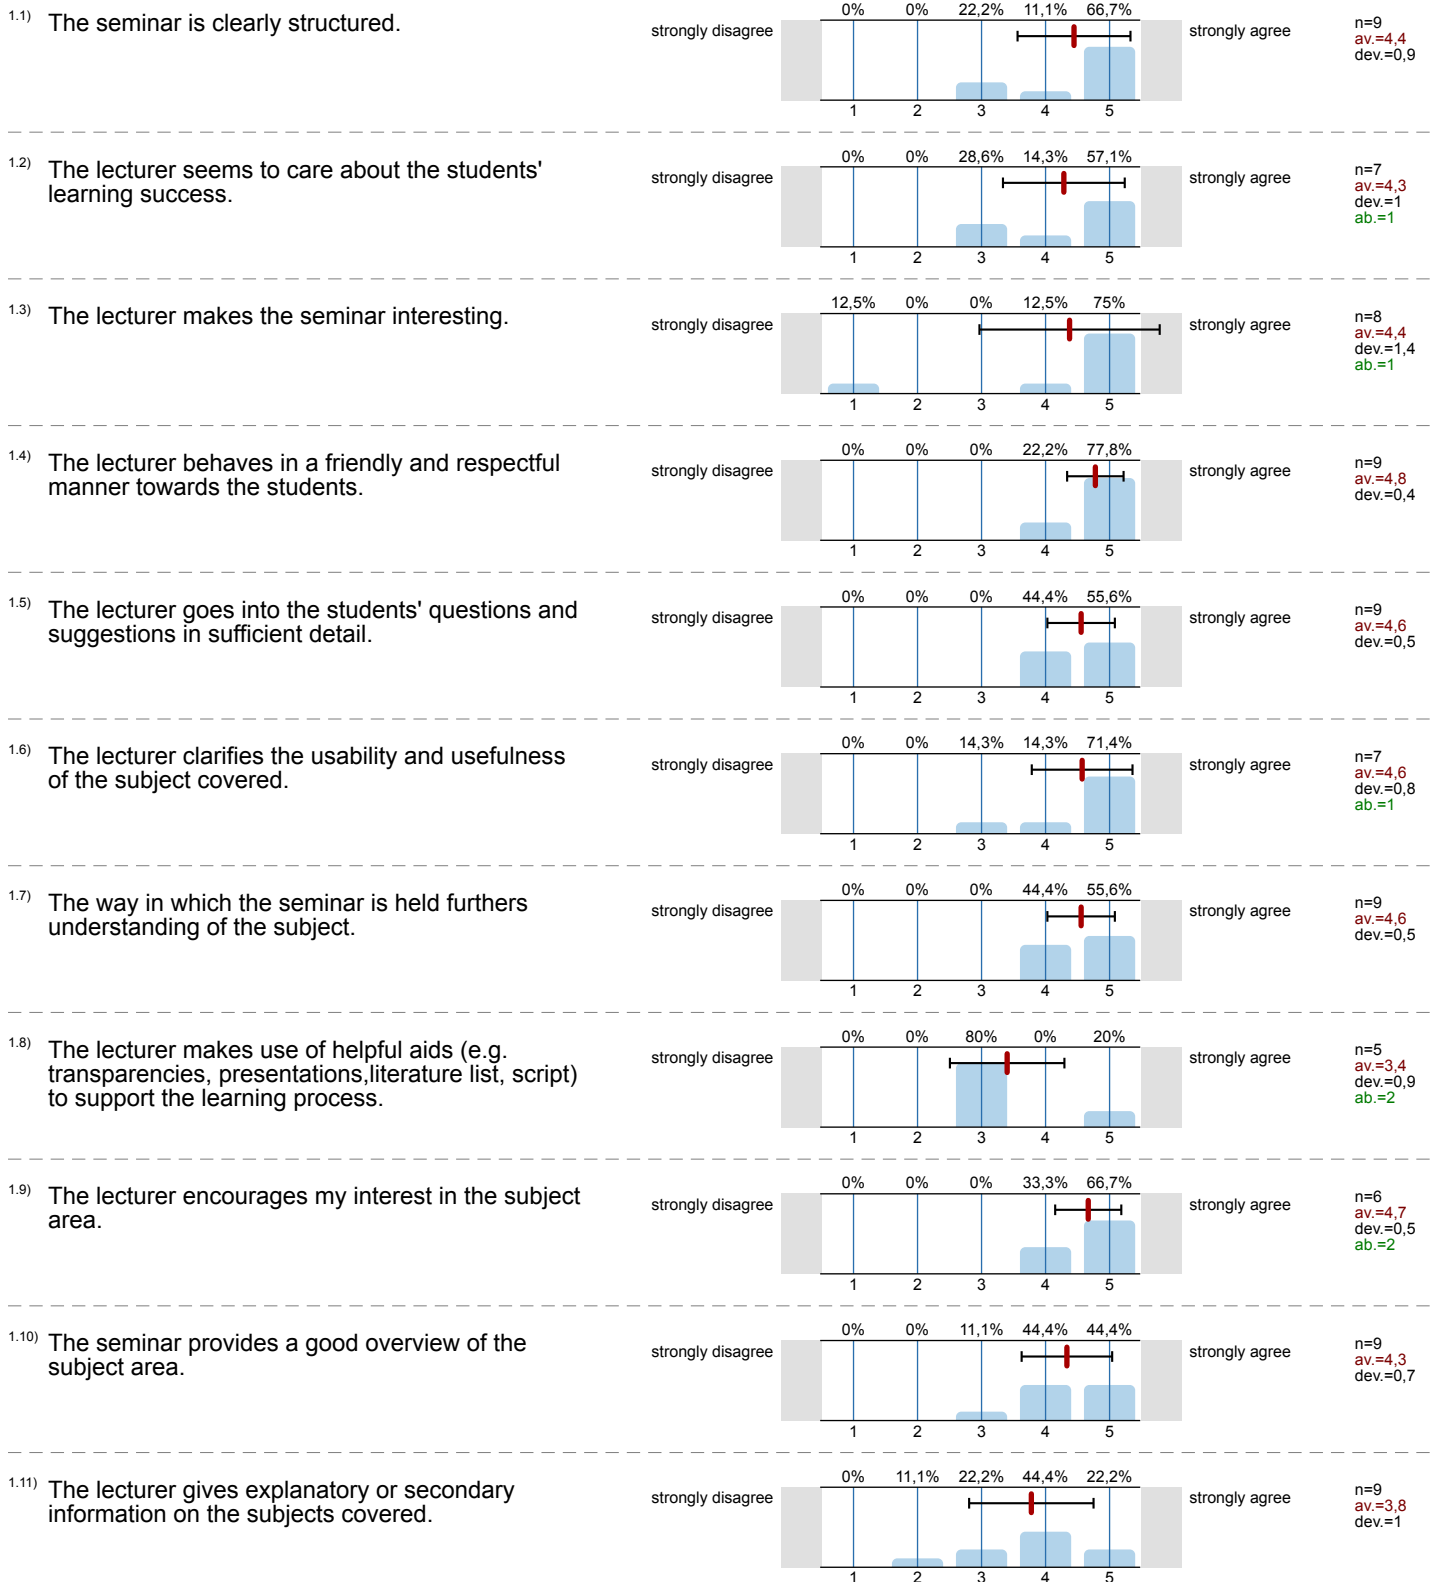 1.1) The seminar is clearly structured.
0% 0% 22,2% 11,1% 66,7%
strongly disagree
strongly agree
1 2 3 4 5
n=9
av.=4,4
dev.=0,9
1.2) The lecturer seems to care about the students'
learning success.
0% 0% 28,6% 14,3% 57,1%
strongly disagree
strongly agree
1 2 3 4 5
n=7
av.=4,3
dev.=1
ab.=1
1.3) The lecturer makes the seminar interesting.
12,5% 0% 0% 12,5% 75%
strongly disagree
strongly agree
1 2 3 4 5
n=8
av.=4,4
dev.=1,4
ab.=1
1.4) The lecturer behaves in a friendly and respectful
manner towards the students.
0% 0% 0% 22,2% 77,8%
strongly disagree
strongly agree
1 2 3 4 5
n=9
av.=4,8
dev.=0,4
1.5) The lecturer goes into the students' questions and
suggestions in sufficient detail.
0% 0% 0% 44,4% 55,6%
strongly disagree
strongly agree
1 2 3 4 5
n=9
av.=4,6
dev.=0,5
1.6) The lecturer clarifies the usability and usefulness
of the subject covered.
0% 0% 14,3% 14,3% 71,4%
strongly disagree
strongly agree
1 2 3 4 5
n=7
av.=4,6
dev.=0,8
ab.=1
1.7) The way in which the seminar is held furthers
understanding of the subject.
0% 0% 0% 44,4% 55,6%
strongly disagree
strongly agree
1 2 3 4 5
n=9
av.=4,6
dev.=0,5
1.8) The lecturer makes use of helpful aids (e.g.
transparencies, presentations,literature list, script)
to support the learning process.
0% 0% 80% 0% 20%
strongly disagree
strongly agree
1 2 3 4 5
n=5
av.=3,4
dev.=0,9
ab.=2
1.9) The lecturer encourages my interest in the subject
area.
0% 0% 0% 33,3% 66,7%
strongly disagree
strongly agree
1 2 3 4 5
n=6
av.=4,7
dev.=0,5
ab.=2
1.10) The seminar provides a good overview of the
subject area.
0% 0% 11,1% 44,4% 44,4%
strongly disagree
strongly agree
1 2 3 4 5
n=9
av.=4,3
dev.=0,7
1.11) The lecturer gives explanatory or secondary
information on the subjects covered.
0% 11,1% 22,2% 44,4% 22,2%
strongly disagree
strongly agree
1 2 3 4 5
n=9
av.=3,8
dev.=1